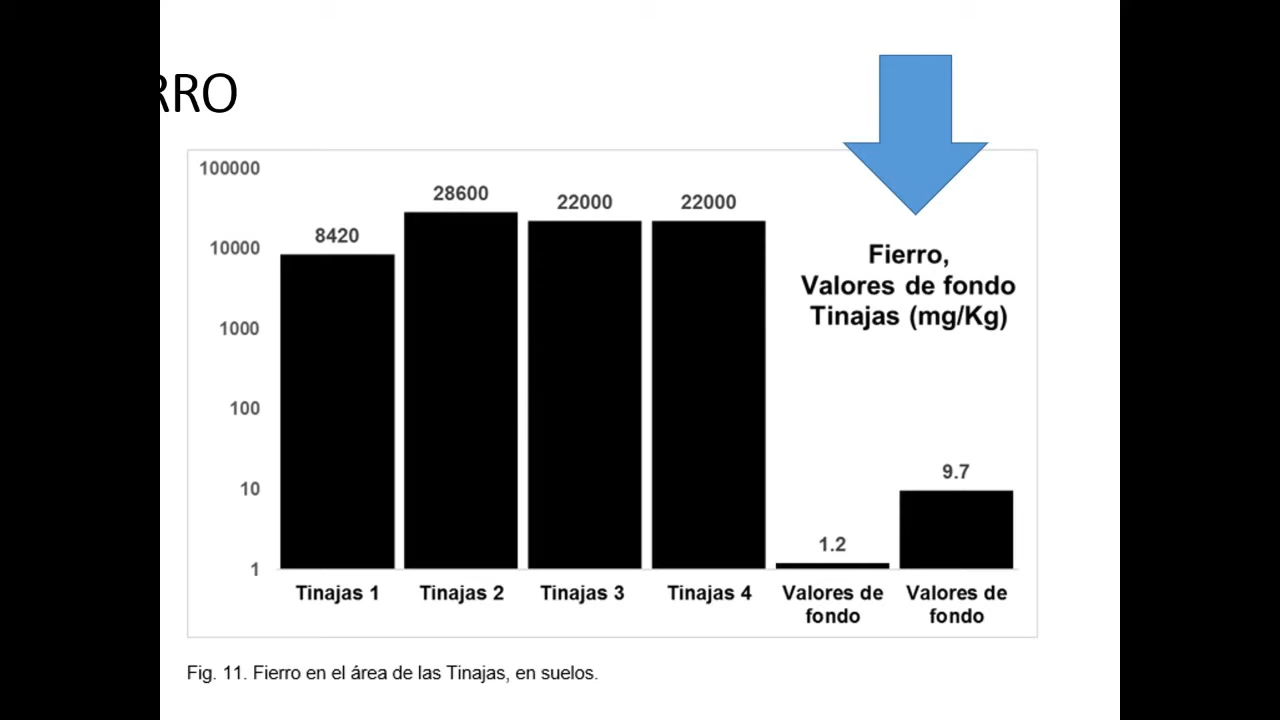 RRO
100000
10000
1000
100
10
1
8420
28600
22000
22000
1.2
9.7
Fierro,
Valores de fondo
Tinajas (mg/Kg)
Tinajas 1
Tinajas 2
Tinajas 3
Tinajas 4
Valores de
fondo
Valores de
fondo
Fig. 11. Fierro en el área de las Tinajas, en suelos.